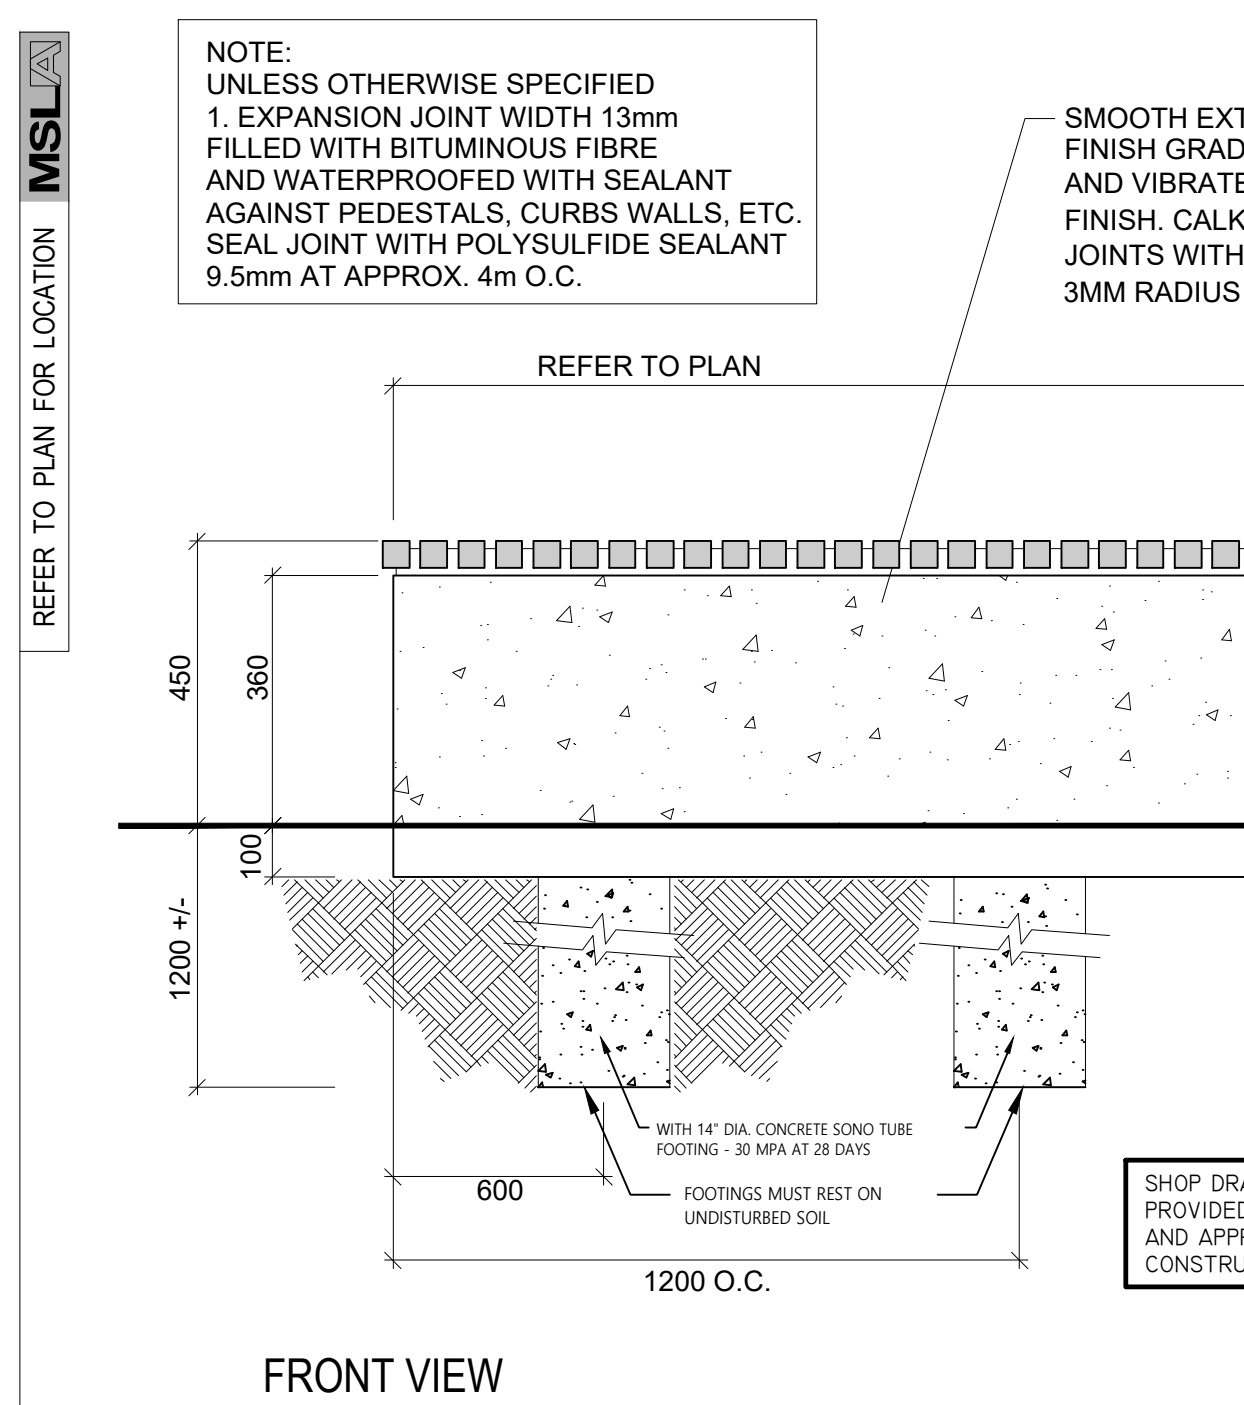 MSLA
REFER TO PLAN FOR LOCATION
NOTE:
UNLESS OTHERWISE SPECIFIED
1. EXPANSION JOINT WIDTH 13mm
FILLED WITH BITUMINOUS FIBRE
AND WATERPROOFED WITH SEALANT
AGAINST PEDESTALS, CURBS WALLS, ETC.
SEAL JOINT WITH POLYSULFIDE SEALANT
9.5mm AT APPROX. 4m O.C.
SMOOTH EXT
FINISH GRAD
AND VIBRATE
FINISH. CALK
JOINTS WITH
3MM RADIUS
REFER TO PLAN
450
360
100
1200 +/-
WITH 14" DIA. CONCRETE SONO TUBE
FOOTING - 30 MPA AT 28 DAYS
600
FOOTINGS MUST REST ON
UNDISTURBED SOIL
1200 O.C.
SHOP DRA
PROVIDED
AND APPR
CONSTRU
FRONT VIEW